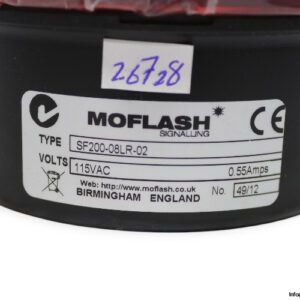 26728
MOFLASH
SIGNALLING
CE
TYPE SF200-08LR-02
VOLTS 115VAC 0.55Amps
Web: http://www.moflash.co.uk No. 49/12
BIRMINGHAM ENGLAND